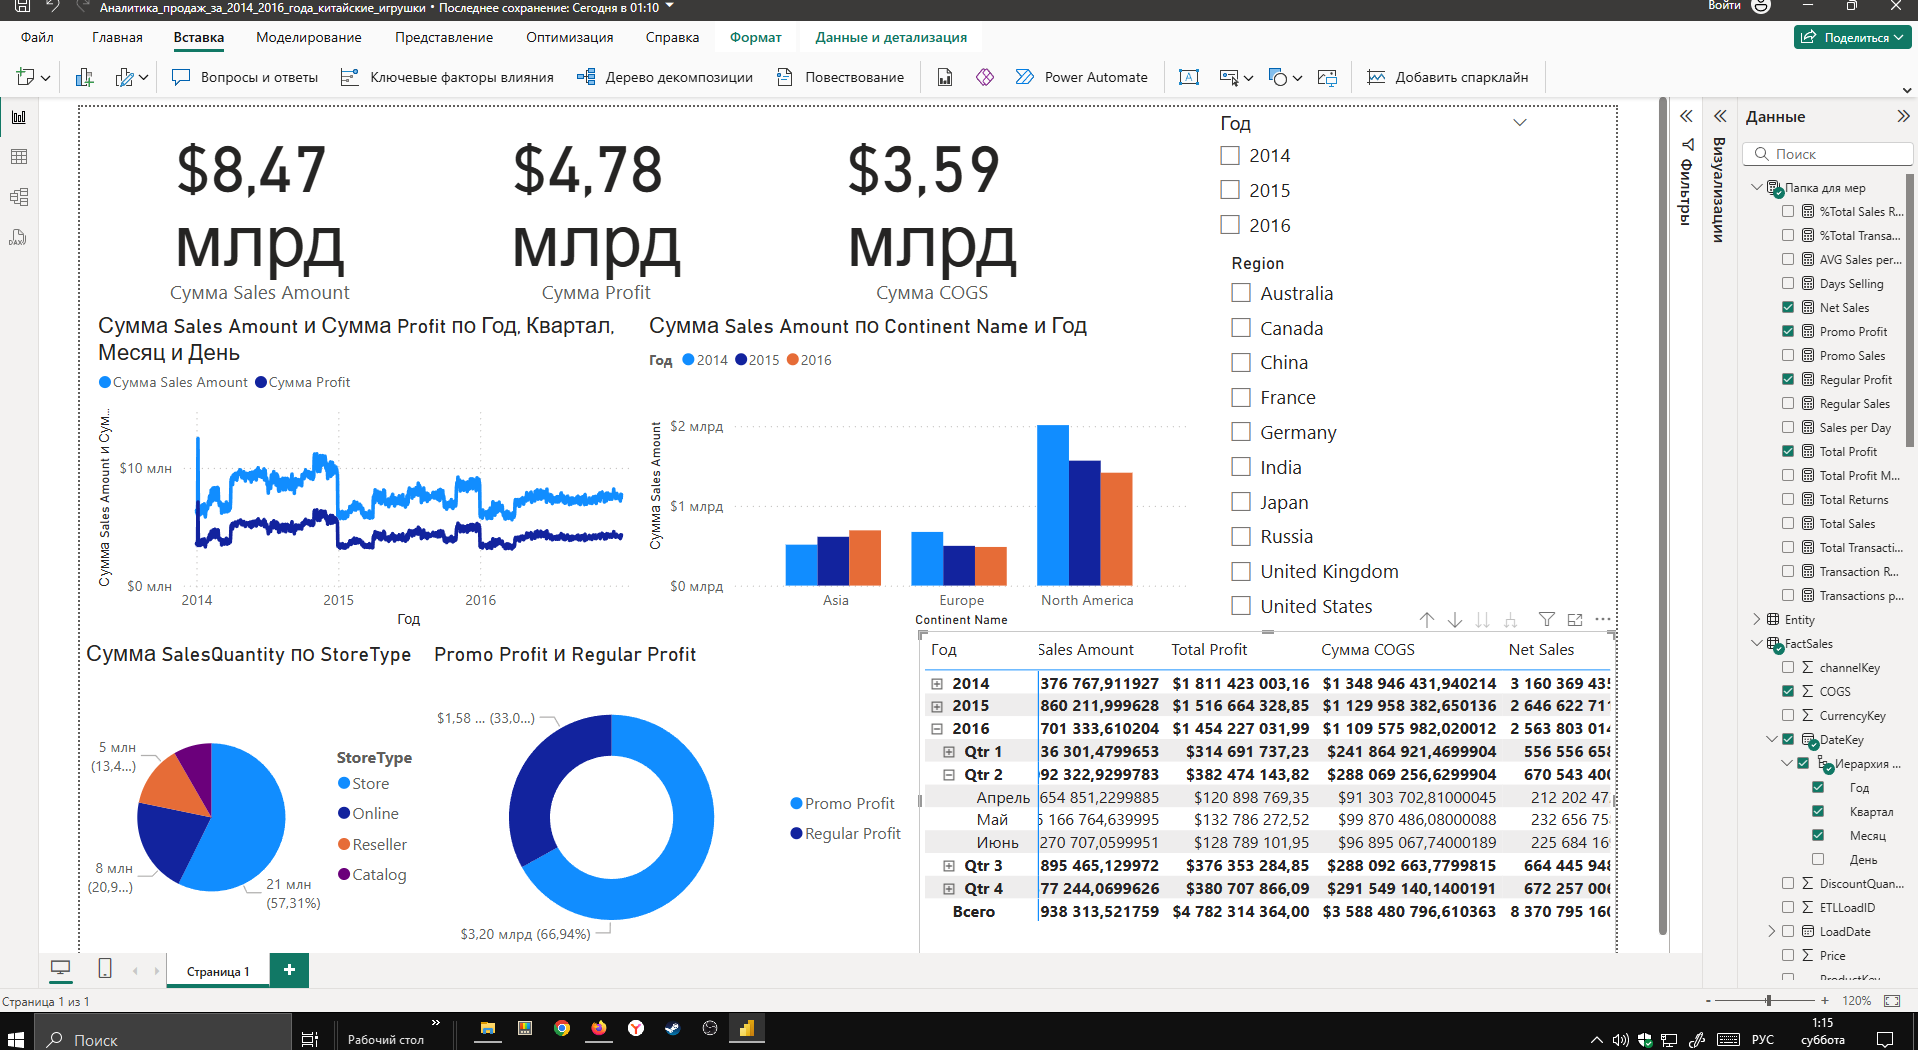 Аналитика_продаж_за_2014_2016_года_китайские_игрушки • Последнее сохранение: Сегодня в 01:10
Войти
Файл Главная Вставка Моделирование Представление Оптимизация Справка Формат Данные и детализация
Поделиться
Вопросы и ответы Ключевые факторы влияния Дерево декомпозиции Повествование Power Automate Добавить спарклайн
$8,47 млрд
Сумма Sales Amount
$4,78 млрд
Сумма Profit
$3,59 млрд
Сумма COGS
Год
2014
2015
2016
Region
Australia
Canada
China
France
Germany
India
Japan
Russia
United Kingdom
United States
Сумма Sales Amount и Сумма Profit по Год, Квартал,
Месяц и День
Сумма Sales Amount Сумма Profit
Сумма Sales Amount и Сум...
$10 млн
$0 млн
2014 2015 2016
Год
Сумма Sales Amount по Continent Name и Год
Год 2014 2015 2016
Сумма Sales Amount
$2 млрд
$1 млрд
$0 млрд
Asia Europe North America
Continent Name
Сумма SalesQuantity по StoreType
5 млн
(13,4...)
8 млн
(20,9...)
21 млн
(57,31%)
StoreType
Store
Online
Reseller
Catalog
Promo Profit и Regular Profit
$1,58 ... (33,0...)
$3,20 млрд (66,94%)
Promo Profit
Regular Profit
Год Sales Amount Total Profit Сумма COGS Net Sales
2014 376 767,911927 $1 811 423 003,16 $1 348 946 431,940214 3 160 369 435
2015 860 211,999628 $1 516 664 328,85 $1 129 958 382,650136 2 646 622 711
2016 701 333,610204 $1 454 227 031,99 $1 109 575 982,020012 2 563 803 014
Qtr 1 36 301,4799653 $314 691 737,23 $241 864 921,4699904 556 556 658
Qtr 2 92 322,9299783 $382 474 143,82 $288 069 256,6299904 670 543 400
Апрель 654 851,2299885 $120 898 769,35 $91 303 702,81000045 212 202 47
Май 166 764,639995 $132 786 272,52 $99 870 486,08000088 232 656 75
Июнь 270 707,0599951 $128 789 101,95 $96 895 067,74000189 225 684 16
Qtr 3 895 465,129972 $376 353 284,85 $288 092 663,7799815 664 445 948
Qtr 4 77 244,0699626 $380 707 866,09 $291 549 140,1400191 672 257 006
Всего 938 313,521759 $4 782 314 364,00 $3 588 480 796,610363 8 370 795 160
Фильтры
Визуализации
Данные
Поиск
Папка для мер
%Total Sales R...
%Total Transa...
AVG Sales per...
Days Selling
Net Sales
Promo Profit
Promo Sales
Regular Profit
Regular Sales
Sales per Day
Total Profit
Total Profit M...
Total Returns
Total Sales
Total Transacti...
Transaction R...
Transactions p...
Entity
FactSales
channelKey
COGS
CurrencyKey
DateKey
Иерархия ...
Год
Квартал
Месяц
День
DiscountQuan...
ETLLoadID
LoadDate
Price
ProductKey
Страница 1
Страница 1 из 1
- + 120%
Поиск
Рабочий стол
РУС
1:15
суббота